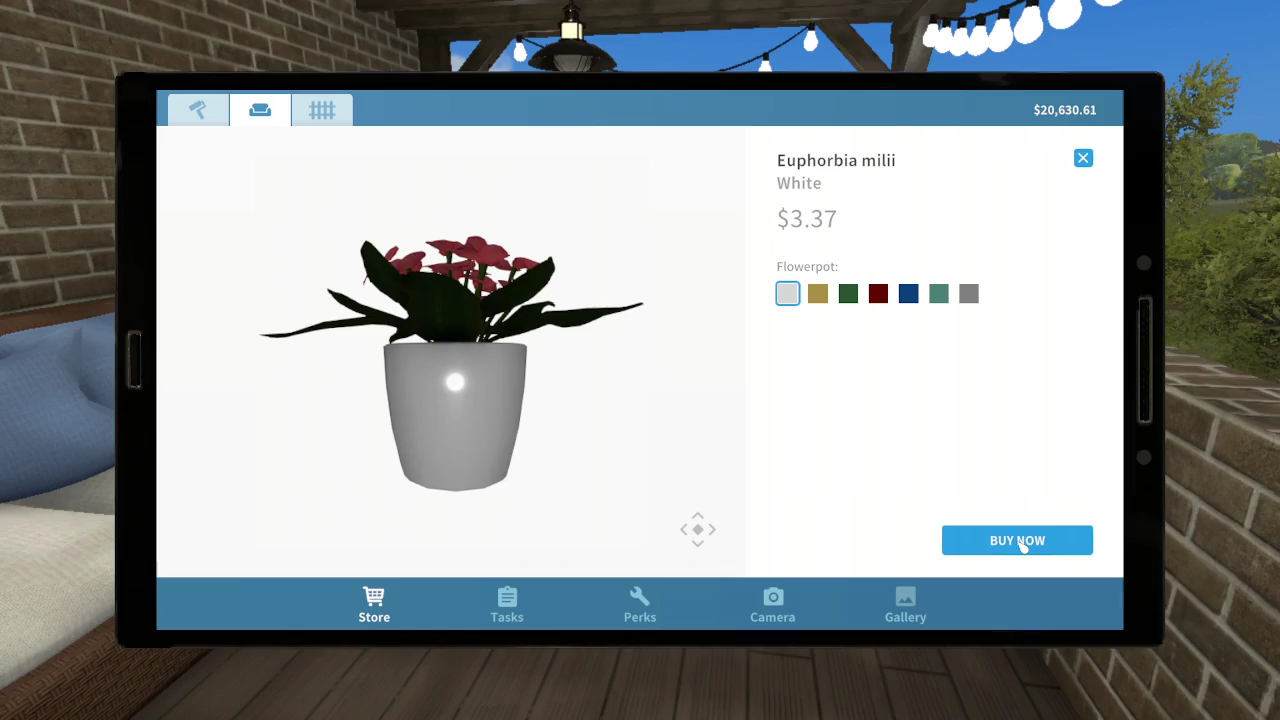 $20,630.61
Euphorbia milii
White
$3.37
Flowerpot:
BUY NOW
Store
Tasks
Perks
Camera
Gallery